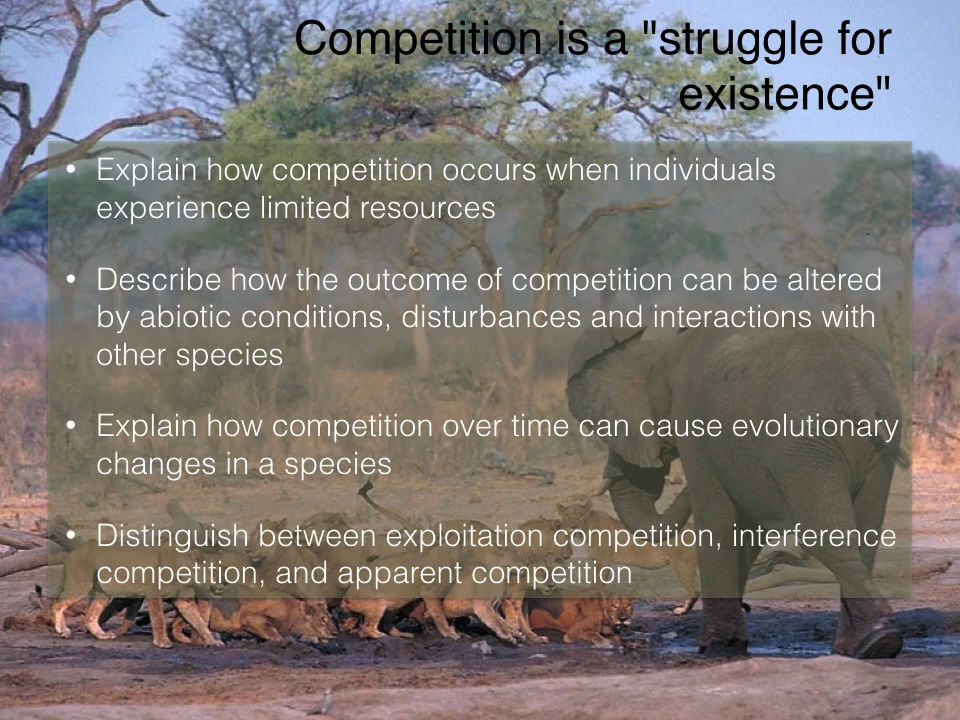 Competition is a "struggle for
existence"
• Explain how competition occurs when individuals
experience limited resources
• Describe how the outcome of competition can be altered
by abiotic conditions, disturbances and interactions with
other species
• Explain how competition over time can cause evolutionary
changes in a species
• Distinguish between exploitation competition, interference
competition, and apparent competition